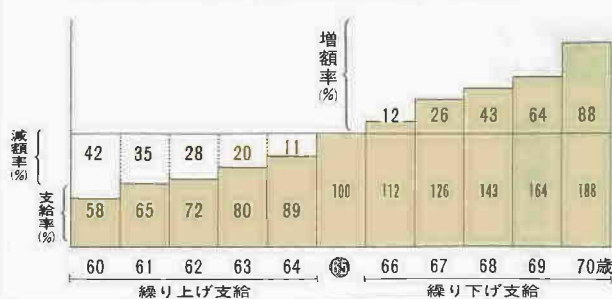 増額率(%)
12 26 43 64 88
減額率(%)
42 35 28 20 11
支給率(%)
58 65 72 80 89 100 112 126 143 164 188
60 61 62 63 64 65 66 67 68 69 70歳
繰り上げ支給 繰り下げ支給